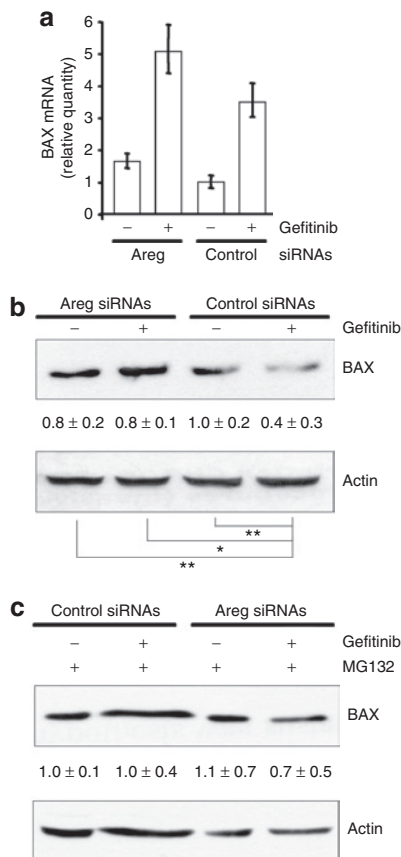 a
BAX mRNA
(relative quantity)
6
5
4
3
2
1
0
– + – + Gefitinib
Areg Control siRNAs
b
Areg siRNAs Control siRNAs
– + – + Gefitinib
BAX
0.8 ± 0.2 0.8 ± 0.1 1.0 ± 0.2 0.4 ± 0.3
Actin
**
*
**
c
Control siRNAs Areg siRNAs
– + – + Gefitinib
+ + + + MG132
BAX
1.0 ± 0.1 1.0 ± 0.4 1.1 ± 0.7 0.7 ± 0.5
Actin